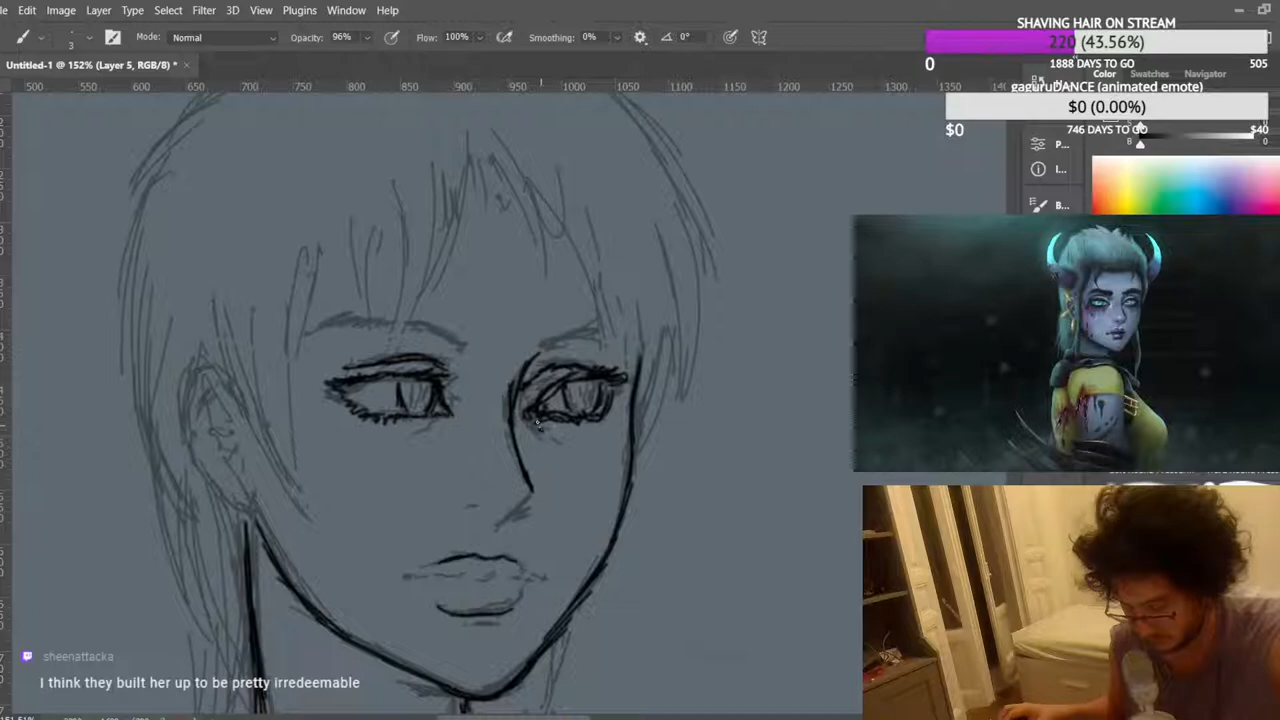 Edit Image Layer Type Select Filter 3D View Plugins Window Help
SHAVING HAIR ON STREAM
220 (43.56%)
0 1888 DAYS TO GO 505
3 Mode: Normal Opacity: 96% Flow: 100% Smoothing: 0% 0°
Untitled-1 @ 152% (Layer 5, RGB/8) *
Color Swatches Navigator
500 550 600 650 700 750 800 850 900 950 1000 1050 1100 1150 1200 1250 1300 1350
gaguruDANCE (animated emote)
$0 (0.00%)
$0 746 DAYS TO GO $40
B 0
P...
I...
B...
sheenattacka
I think they built her up to be pretty irredeemable